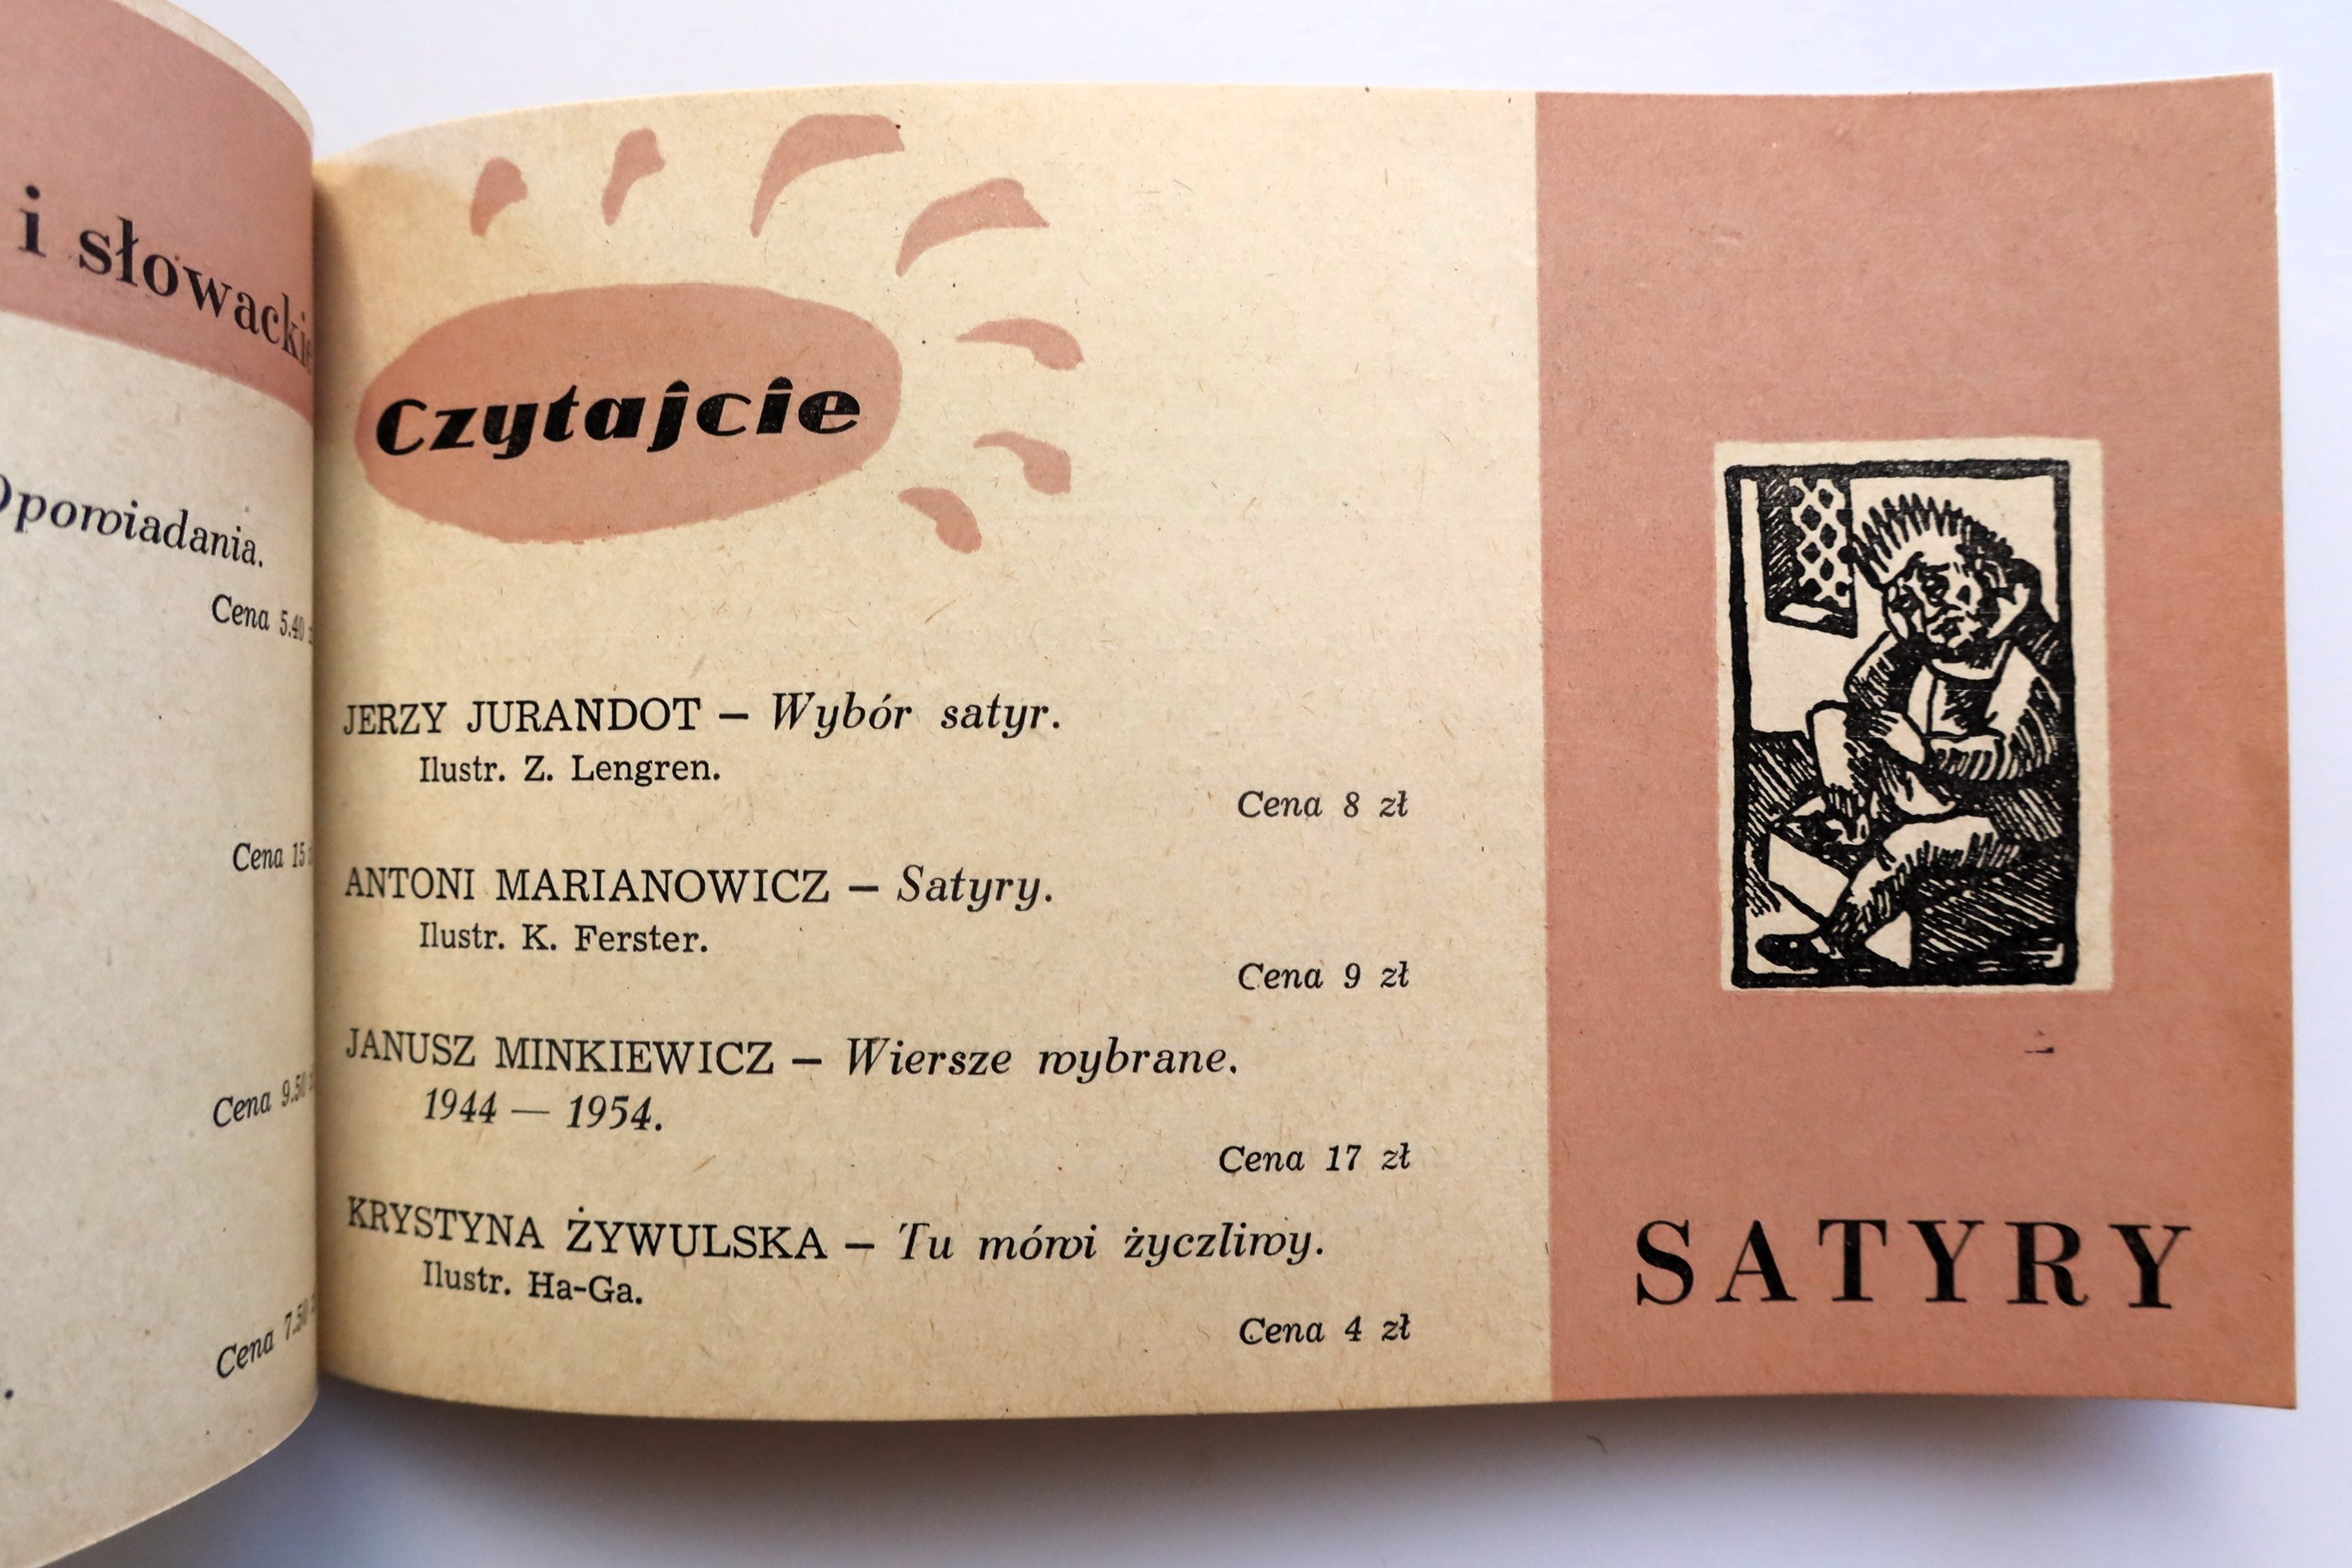 i słowackie
Opowiadania.
Cena 5.40
Cena 15
Cena 9.50
Cena 7.50
Czytajcie
JERZY JURANDOT — Wybór satyr.
Ilustr. Z. Lengren.
Cena 8 zł
ANTONI MARIANOWICZ — Satyry.
Ilustr. K. Ferster.
Cena 9 zł
JANUSZ MINKIEWICZ — Wiersze wybrane.
1944 — 1954.
Cena 17 zł
KRYSTYNA ŻYWULSKA — Tu mówi życzliwy.
Ilustr. Ha-Ga.
Cena 4 zł
SATYRY